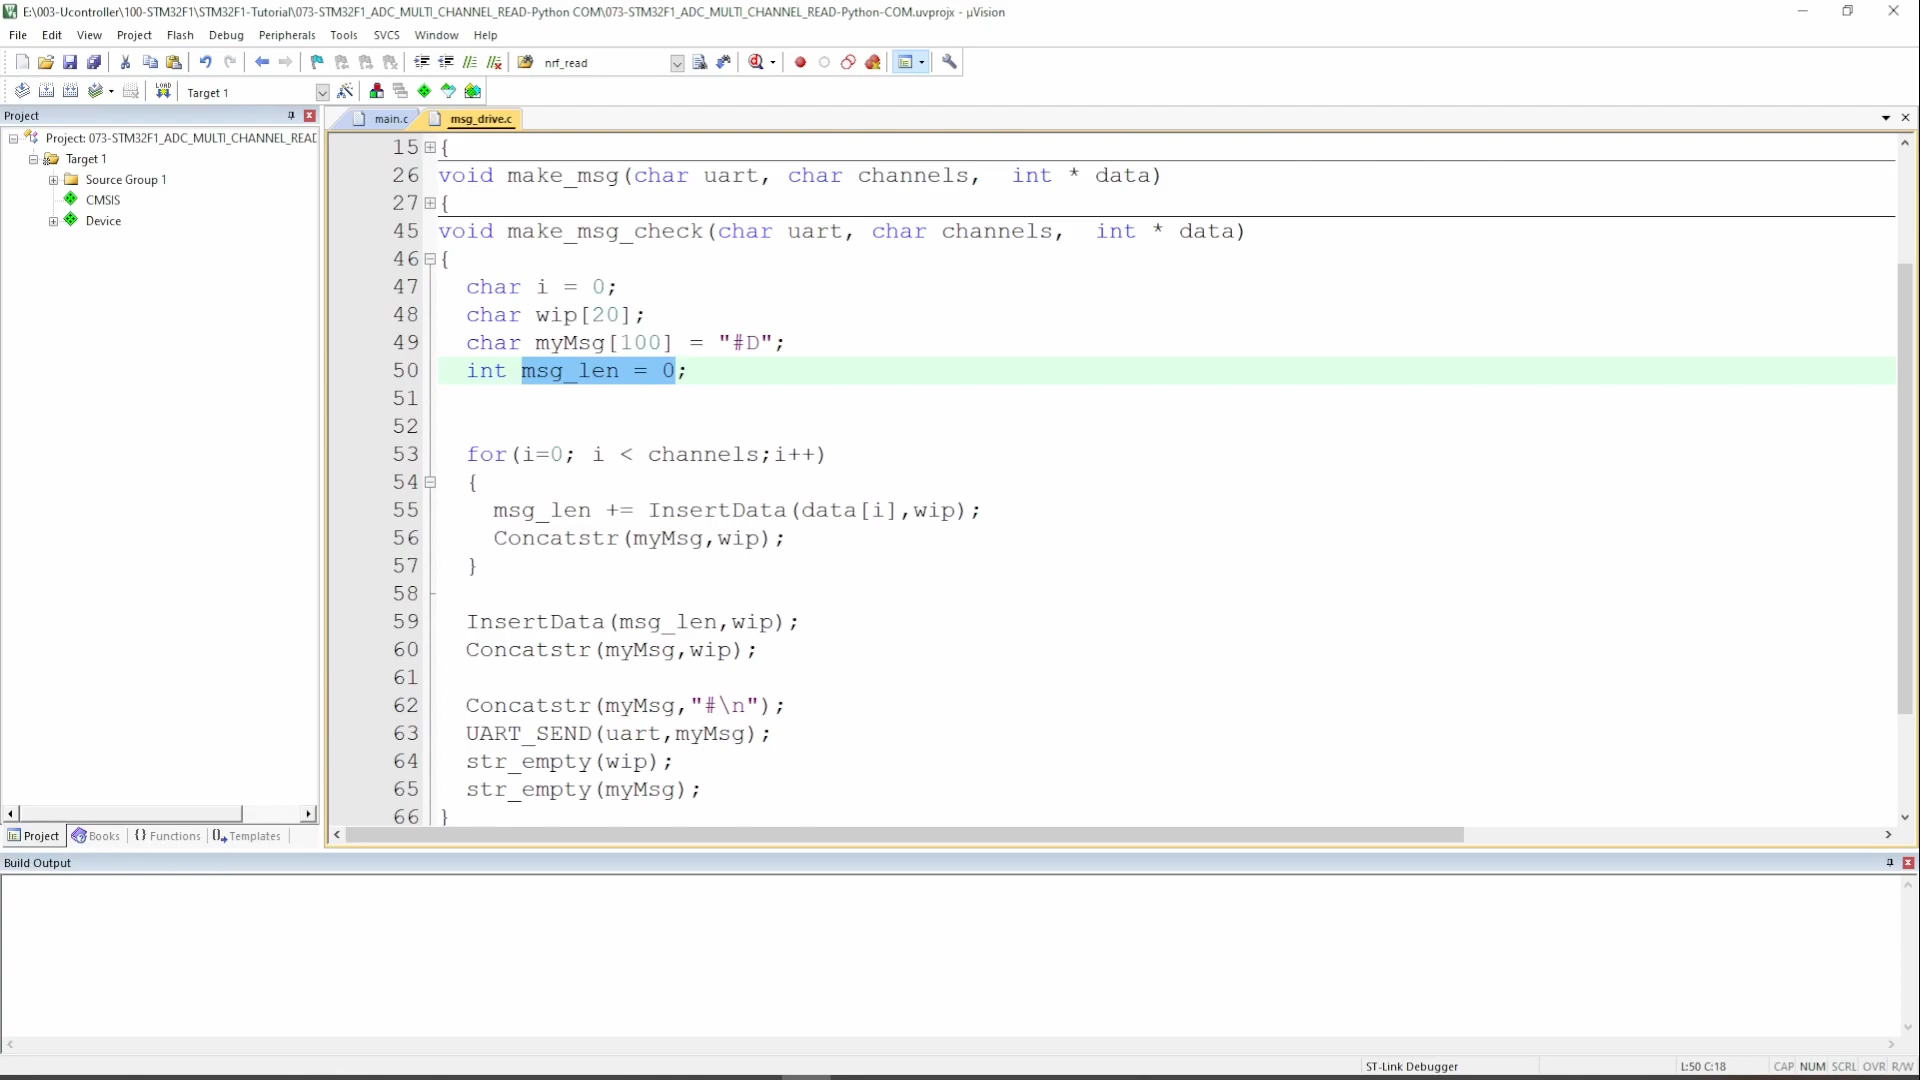 E:\003-Ucontroller\100-STM32F1\STM32F1-Tutorial\073-STM32F1_ADC_MULTI_CHANNEL_READ-Python COM\073-STM32F1_ADC_MULTI_CHANNEL_READ-Python-COM.uvprojx - µVision
File Edit View Project Flash Debug Peripherals Tools SVCS Window Help
nrf_read
LOAD Target 1
Project
main.c msg_drive.c
Project: 073-STM32F1_ADC_MULTI_CHANNEL_READ
Target 1
Source Group 1
CMSIS
Device
15 {
26 void make_msg(char uart, char channels,  int * data)
27 {
45 void make_msg_check(char uart, char channels,  int * data)
46 {
47 char i = 0;
48 char wip[20];
49 char myMsg[100] = "#D";
50 int msg_len = 0;
51
52
53 for(i=0; i < channels;i++)
54 {
55 msg_len += InsertData(data[i],wip);
56 Concatstr(myMsg,wip);
57 }
58
59 InsertData(msg_len,wip);
60 Concatstr(myMsg,wip);
61
62 Concatstr(myMsg,"#\n");
63 UART_SEND(uart,myMsg);
64 str_empty(wip);
65 str_empty(myMsg);
66 }
Project Books {} Functions Templates
Build Output
ST-Link Debugger L:50 C:18 CAP NUM SCRL OVR R/W